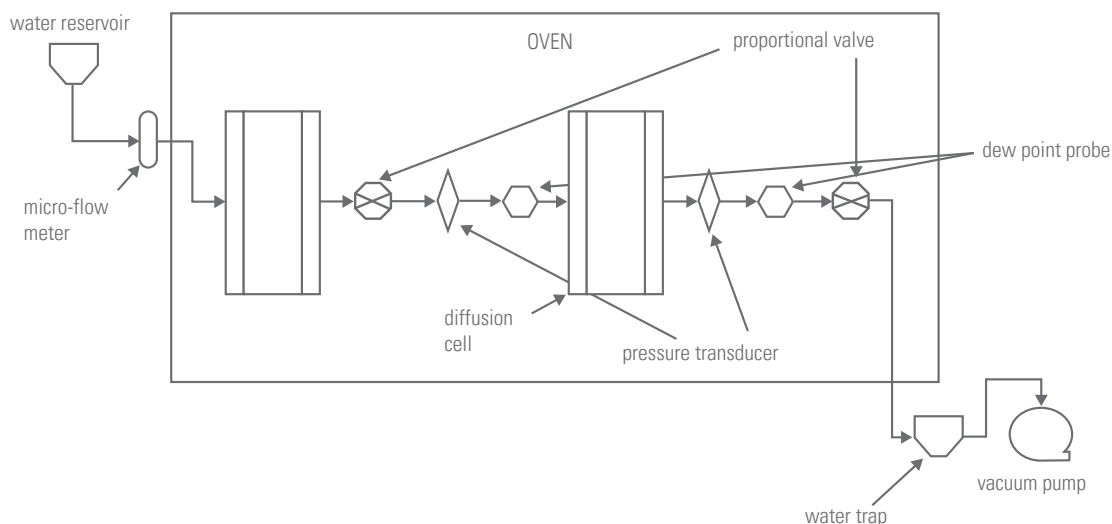 water reservoir
OVEN
proportional valve
dew point probe
micro-flow
meter
diffusion
cell
pressure transducer
vacuum pump
water trap